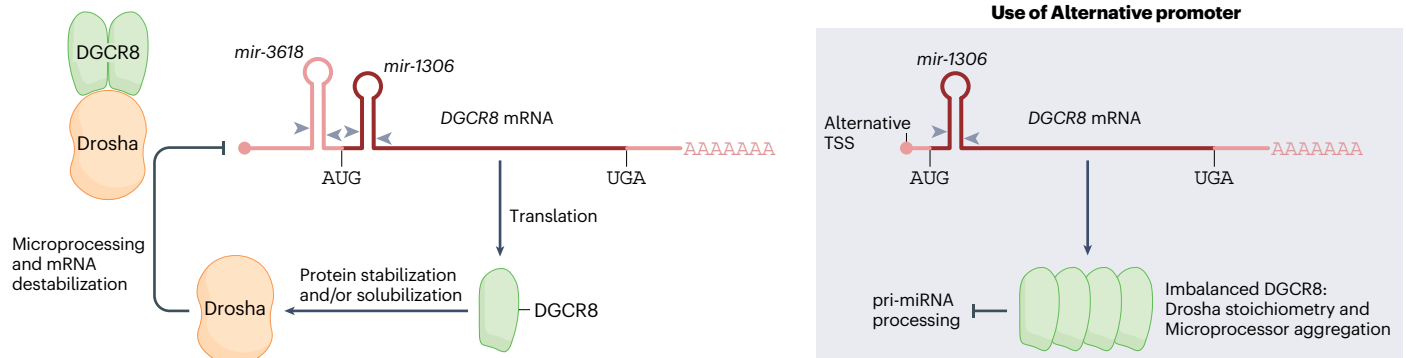 Use of Alternative promoter
DGCR8
Drosha
mir-3618
mir-1306
DGCR8 mRNA
AAAAAAA
AUG
UGA
Translation
Microprocessing
and mRNA
destabilization
Drosha
Protein stabilization
and/or solubilization
DGCR8
mir-1306
Alternative
TSS
DGCR8 mRNA
AAAAAAA
AUG
UGA
pri-miRNA
processing
Imbalanced DGCR8:
Drosha stoichiometry and
Microprocessor aggregation